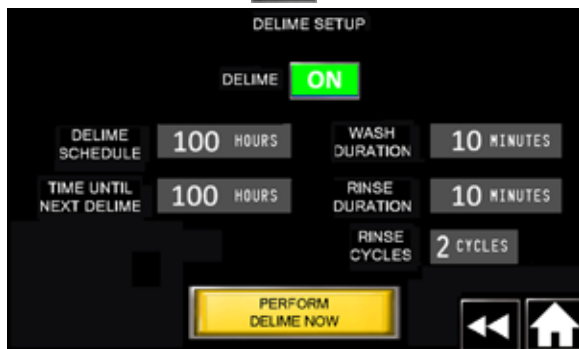 DELIME SETUP
DELIME ON
DELIME
SCHEDULE
100 HOURS
WASH
DURATION
10 MINUTES
TIME UNTIL
NEXT DELIME
100 HOURS
RINSE
DURATION
10 MINUTES
RINSE
CYCLES
2 CYCLES
PERFORM
DELIME NOW